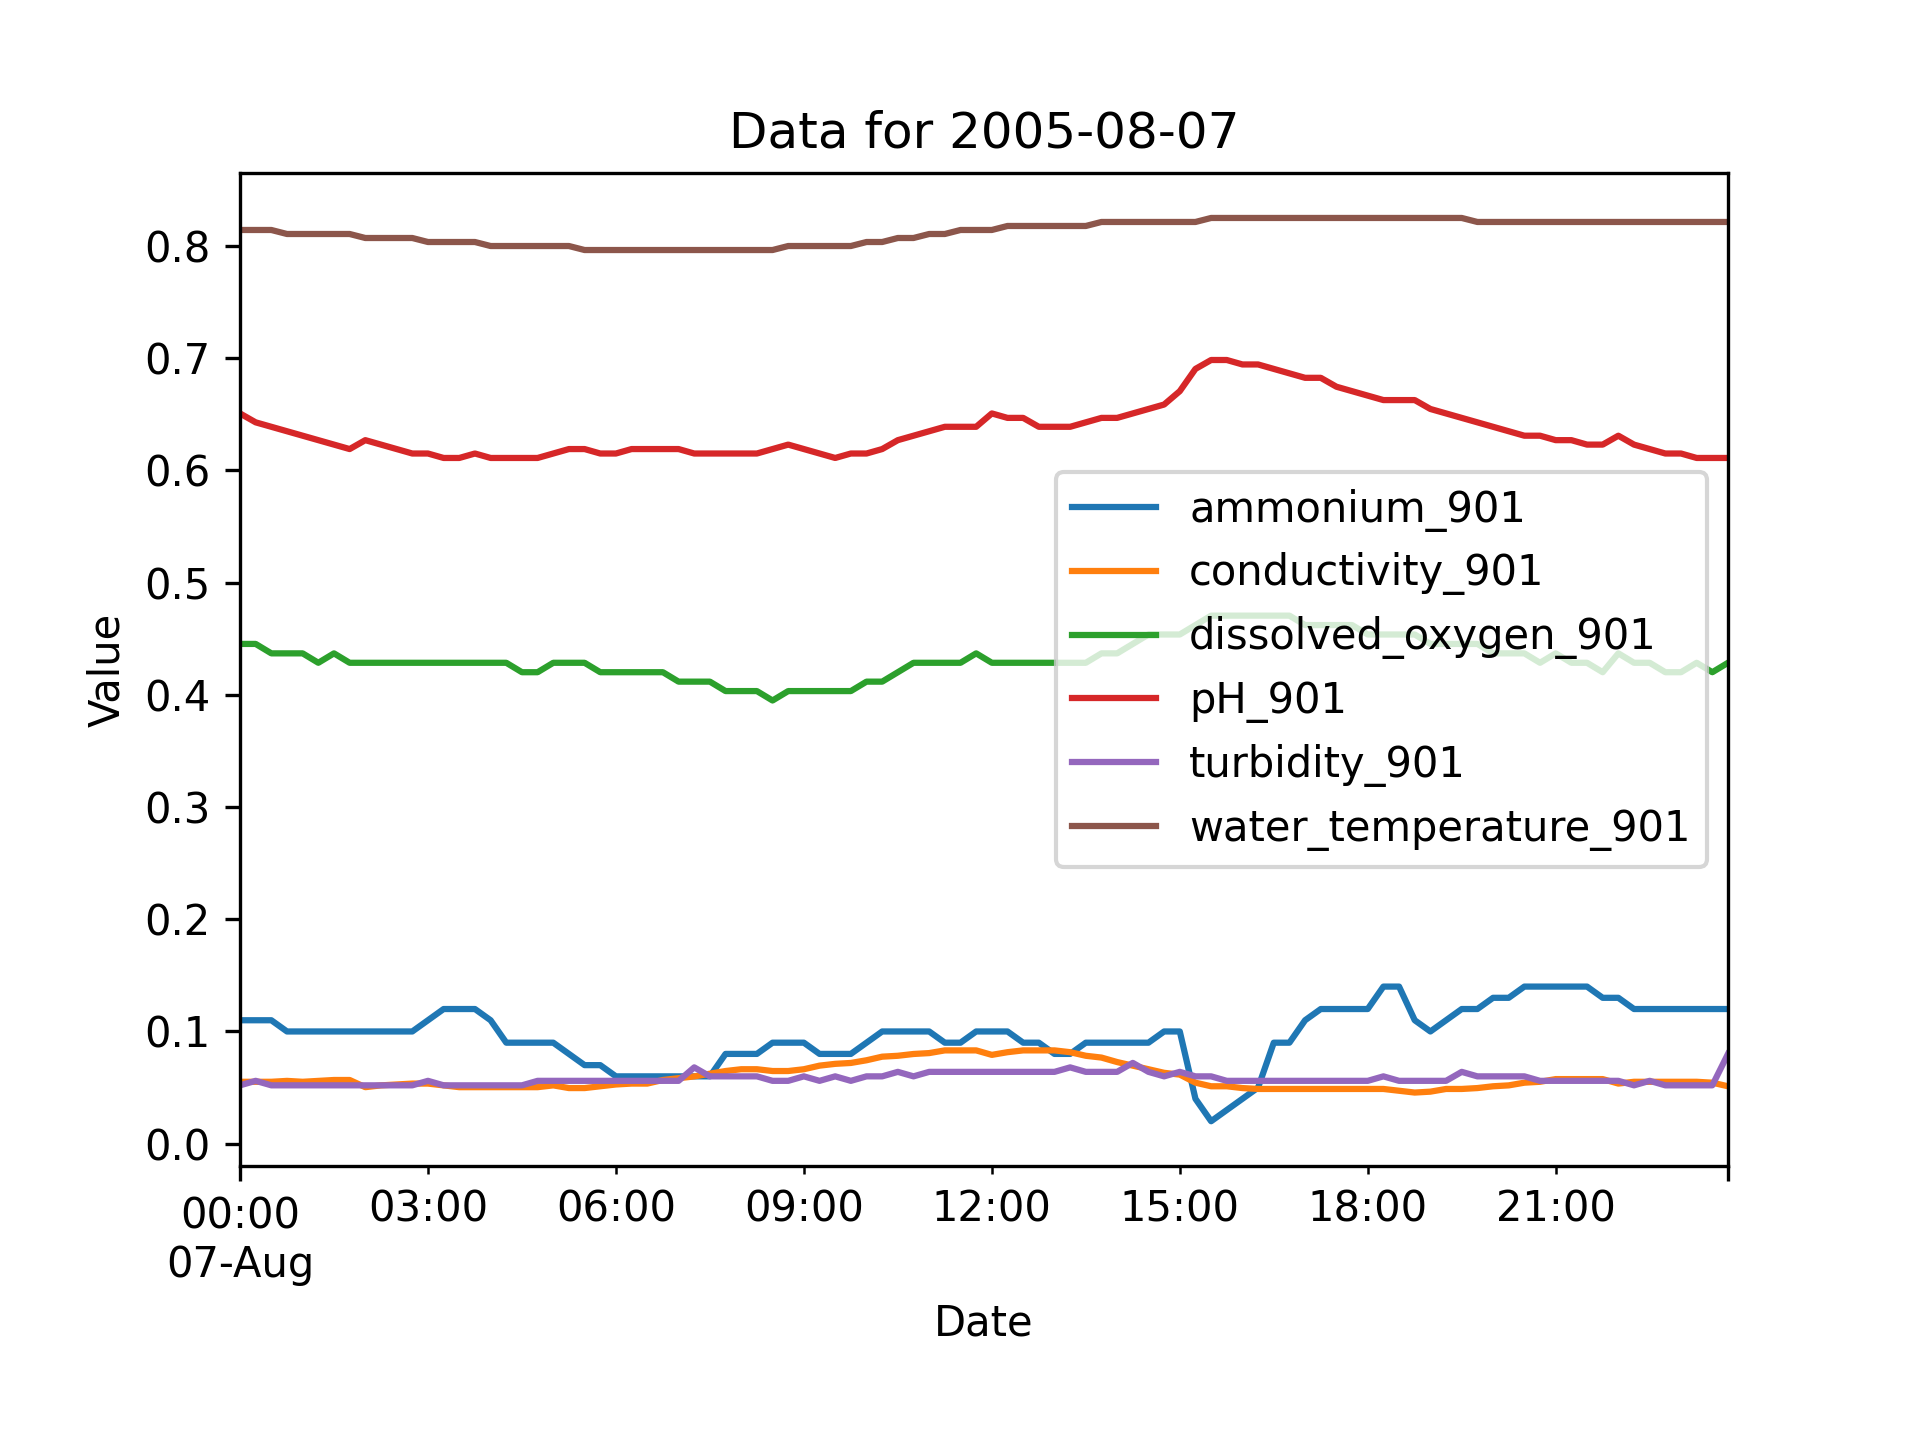 Data for 2005-08-07
Value
0.8
0.7
0.6
0.5
0.4
0.3
0.2
0.1
0.0
ammonium_901
conductivity_901
dissolved_oxygen_901
pH_901
turbidity_901
water_temperature_901
00:00 03:00 06:00 09:00 12:00 15:00 18:00 21:00
07-Aug
Date